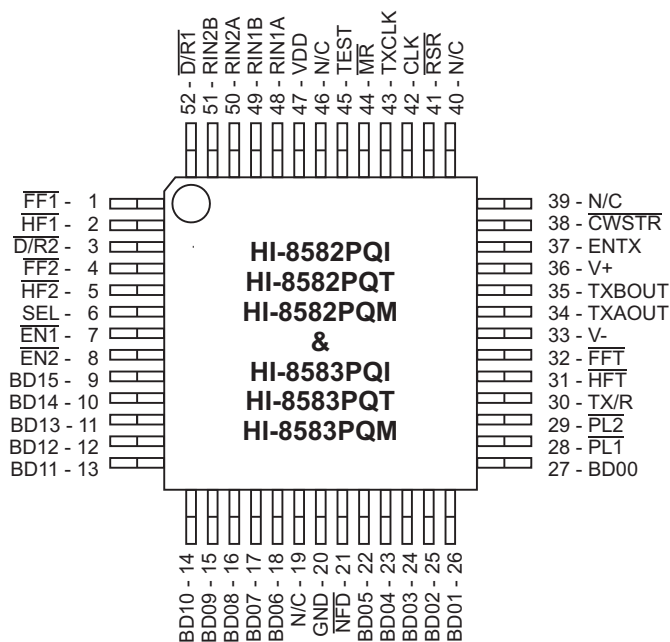 52 - D/R1
51 - RIN2B
50 - RIN2A
49 - RIN1B
48 - RIN1A
47 - VDD
46 - N/C
45 - TEST
44 - MR
43 - TXCLK
42 - CLK
41 - RSR
40 - N/C
FF1 - 1
HF1 - 2
D/R2 - 3
FF2 - 4
HF2 - 5
SEL - 6
EN1 - 7
EN2 - 8
BD15 - 9
BD14 - 10
BD13 - 11
BD12 - 12
BD11 - 13
HI-8582PQI
HI-8582PQT
HI-8582PQM
&
HI-8583PQI
HI-8583PQT
HI-8583PQM
39 - N/C
38 - CWSTR
37 - ENTX
36 - V+
35 - TXBOUT
34 - TXAOUT
33 - V-
32 - FFT
31 - HFT
30 - TX/R
29 - PL2
28 - PL1
27 - BD00
BD10 - 14
BD09 - 15
BD08 - 16
BD07 - 17
BD06 - 18
N/C - 19
GND - 20
NFD - 21
BD05 - 22
BD04 - 23
BD03 - 24
BD02 - 25
BD01 - 26